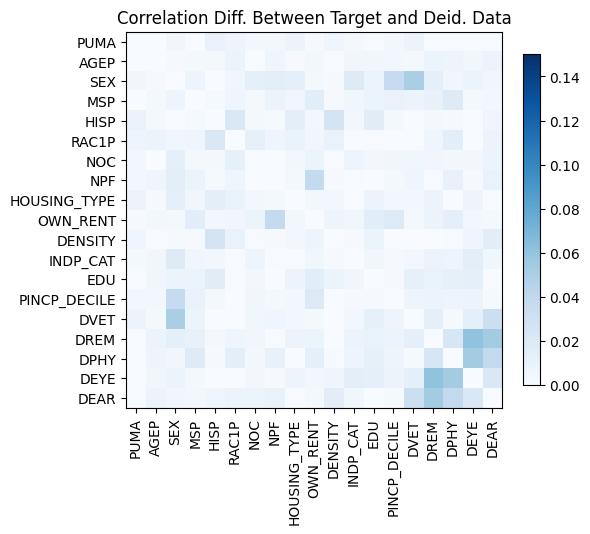 Correlation Diff. Between Target and Deid. Data
PUMA
AGEP
SEX
MSP
HISP
RAC1P
NOC
NPF
HOUSING_TYPE
OWN_RENT
DENSITY
INDP_CAT
EDU
PINCP_DECILE
DVET
DREM
DPHY
DEYE
DEAR
PUMA
AGEP
SEX
MSP
HISP
RAC1P
NOC
NPF
HOUSING_TYPE
OWN_RENT
DENSITY
INDP_CAT
EDU
PINCP_DECILE
DVET
DREM
DPHY
DEYE
DEAR
0.14
0.12
0.10
0.08
0.06
0.04
0.02
0.00